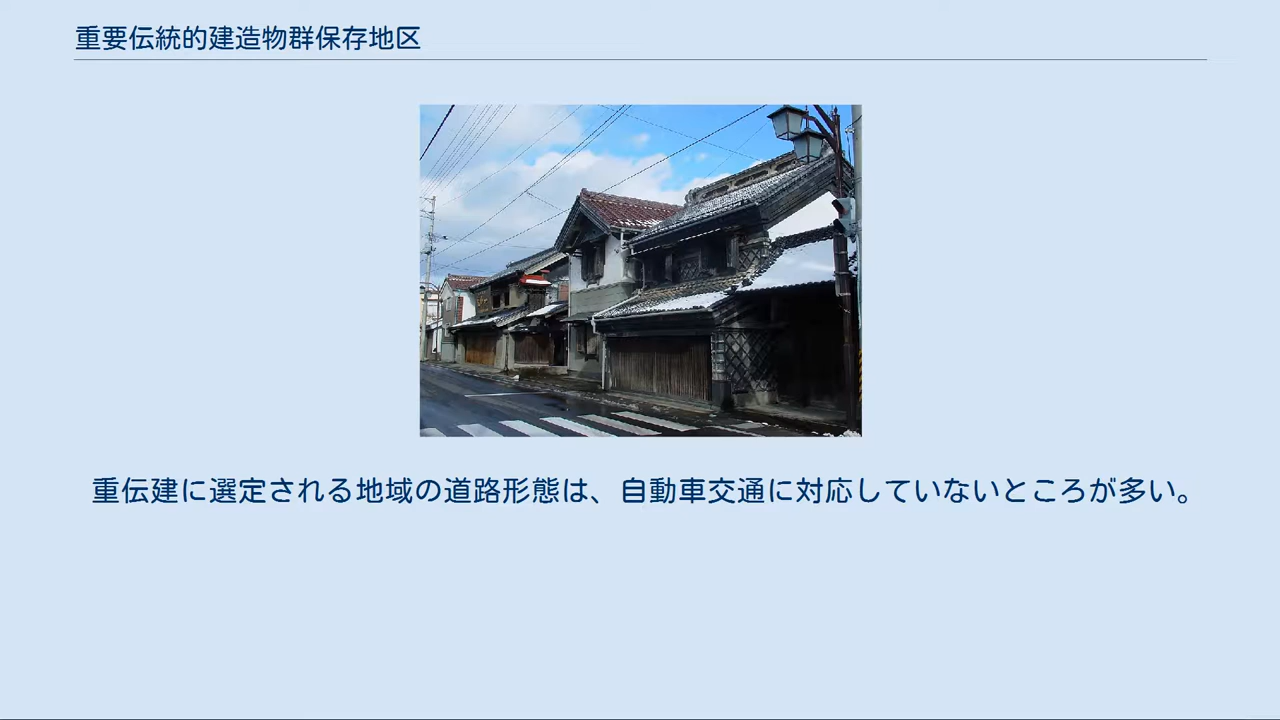 重要伝統的建造物群保存地区
重伝建に選定される地域の道路形態は、自動車交通に対応していないところが多い。